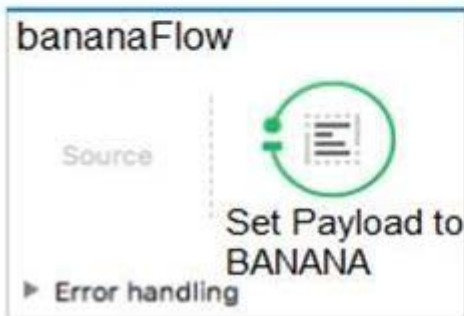 bananaFlow
Source
Set Payload to
BANANA
Error handling